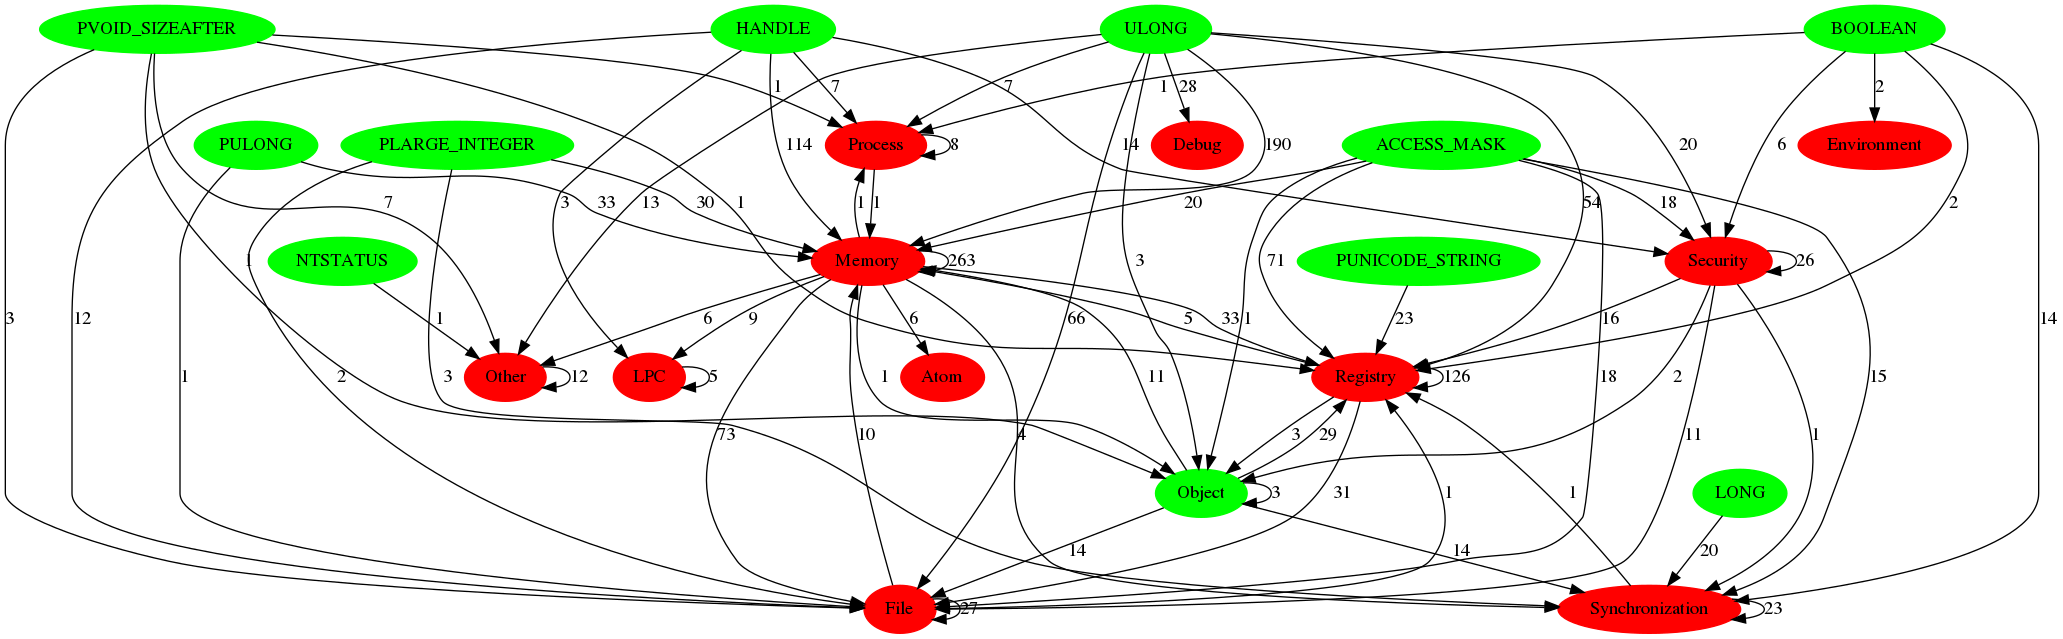 PVOID_SIZEAFTER HANDLE ULONG BOOLEAN
1 7 7 28 1 2
PULONG PLARGE_INTEGER 114 Process 8 14 Debug 190 ACCESS_MASK 20 6 Environment
7 33 30 1 3 13 1 1 20 18 54 2
NTSTATUS Memory 263 3 71 PUNICODE_STRING Security 26
1 3 12 1 6 9 6 66 5 33 1 23 16 14
Other 12 LPC 5 Atom Registry 126 18 2 15
1 2 3 1
73 10 4 11 3 29 11 1
Object 3 31 1 1 LONG
14 14 20
File 27 Synchronization 23